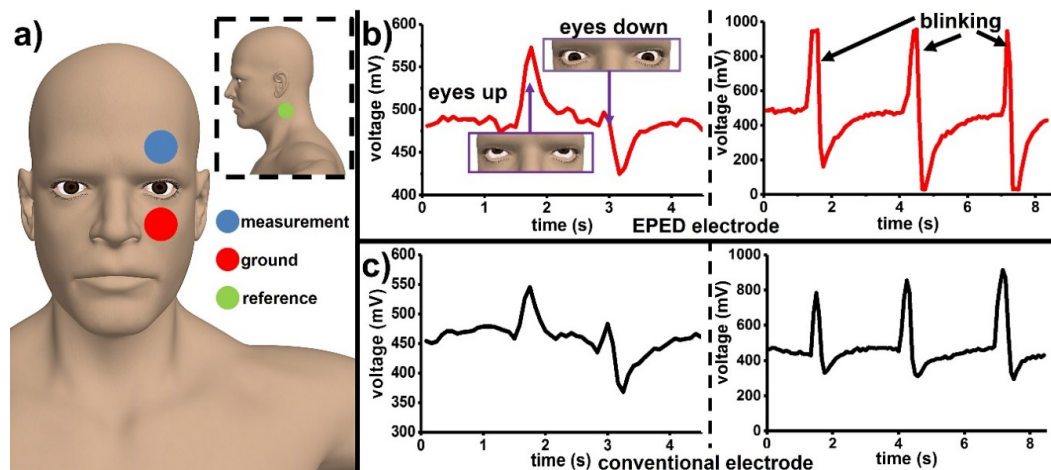 a)
measurement
ground
reference
b)
600
550
500
450
400
voltage (mV)
eyes up
eyes down
0 1 2 3 4
time (s)
1000
800
600
400
200
0
voltage (mV)
blinking
0 2 4 6 8
time (s)
EPED electrode
c)
600
550
500
450
400
350
300
voltage (mV)
0 1 2 3 4
time (s)
1000
800
600
400
200
0
voltage (mV)
0 2 4 6 8
time (s)
conventional electrode